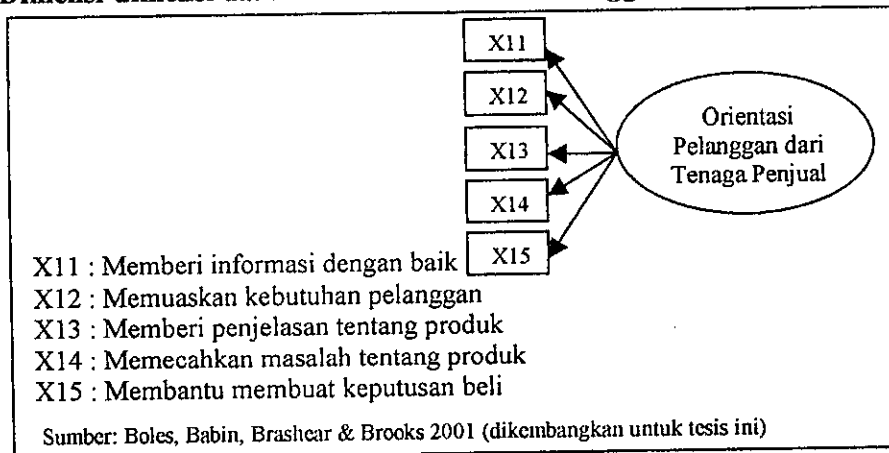 X11
X12
X13
X14
X15
Orientasi
Pelanggan dari
Tenaga Penjual
X11 : Memberi informasi dengan baik
X12 : Memuaskan kebutuhan pelanggan
X13 : Memberi penjelasan tentang produk
X14 : Memecahkan masalah tentang produk
X15 : Membantu membuat keputusan beli
Sumber: Boles, Babin, Brashear & Brooks 2001 (dikembangkan untuk tesis ini)